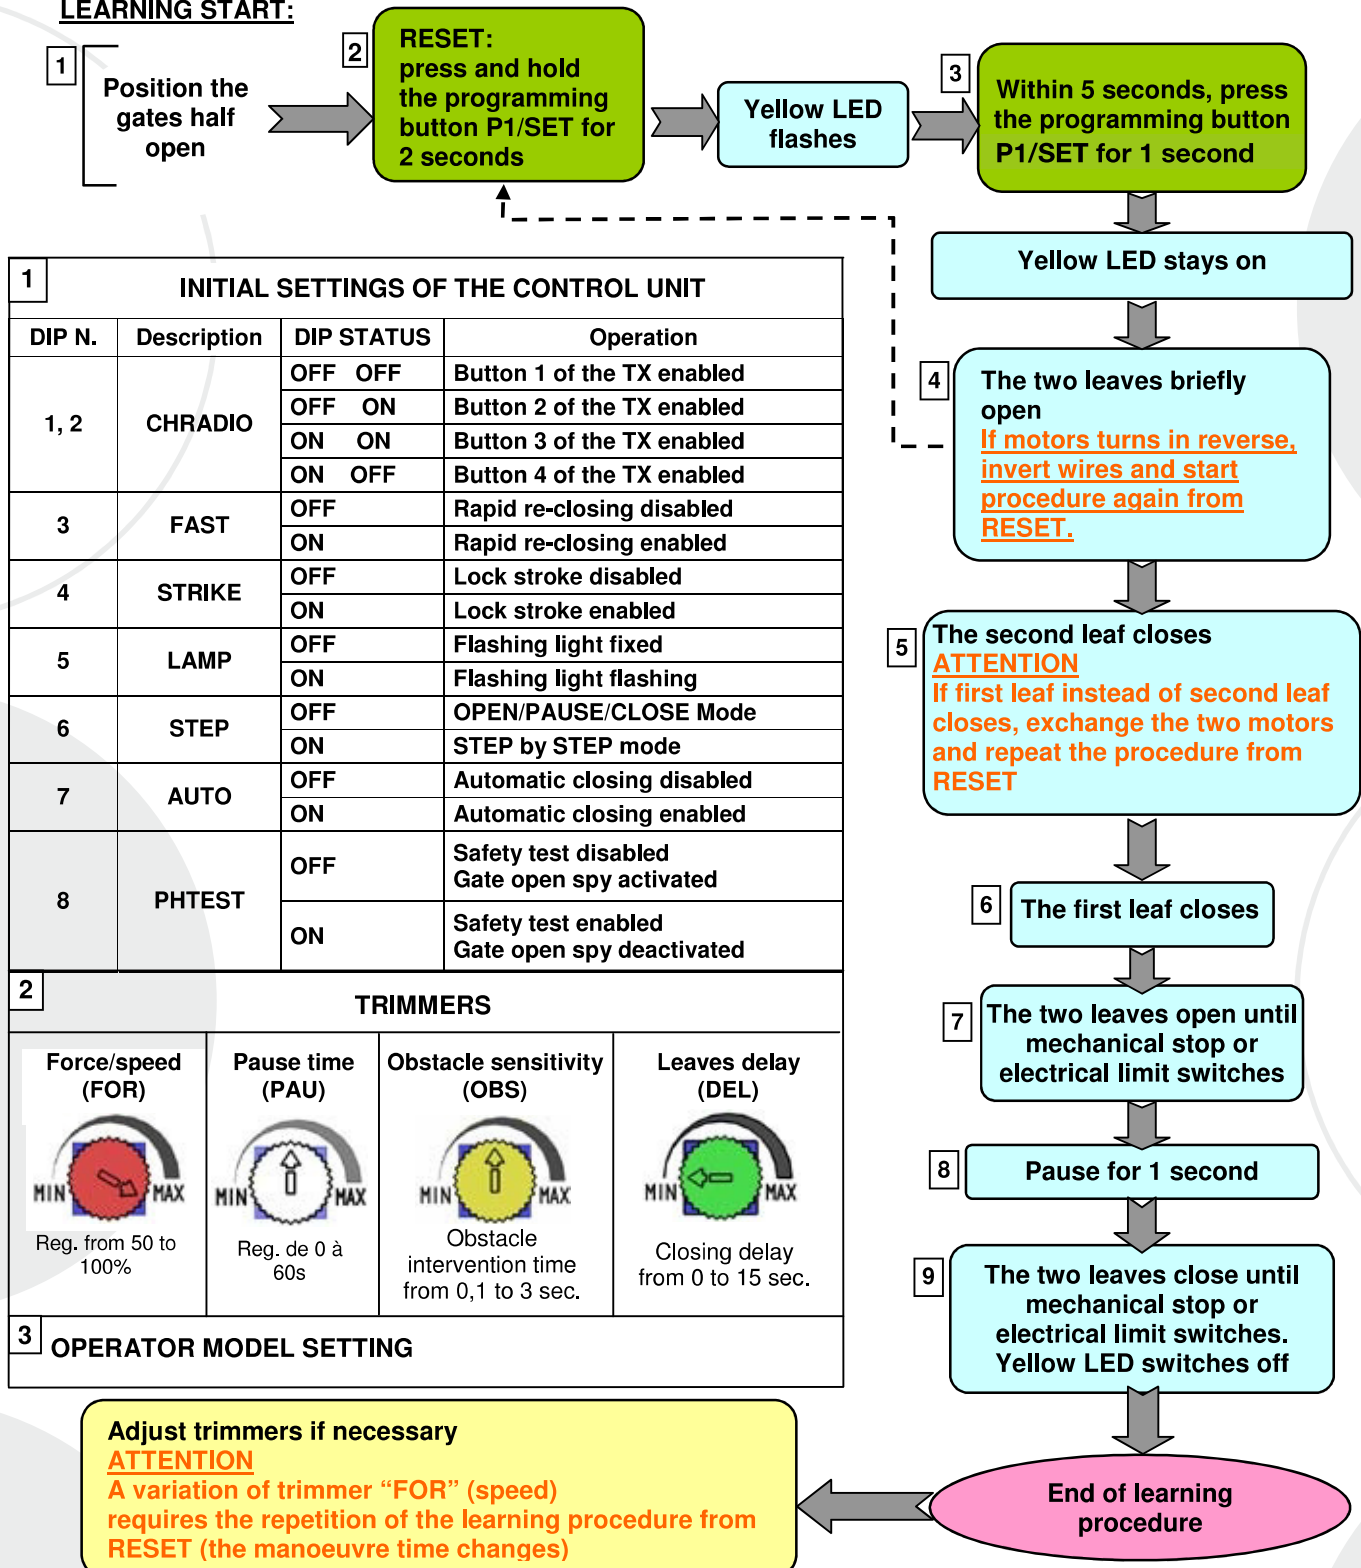 LEARNING START:
1
Position the
gates half
open
2
RESET:
press and hold
the programming
button P1/SET for
2 seconds
Yellow LED
flashes
3
Within 5 seconds, press
the programming button
P1/SET for 1 second
Yellow LED stays on
4
The two leaves briefly
open
If motors turns in reverse,
invert wires and start
procedure again from
RESET.
5
The second leaf closes
ATTENTION
If first leaf instead of second leaf
closes, exchange the two motors
and repeat the procedure from
RESET
6
The first leaf closes
7
The two leaves open until
mechanical stop or
electrical limit switches
8
Pause for 1 second
9
The two leaves close until
mechanical stop or
electrical limit switches.
Yellow LED switches off
End of learning
procedure
1
INITIAL SETTINGS OF THE CONTROL UNIT
DIP N. Description DIP STATUS Operation
1, 2 CHRADIO
OFF OFF Button 1 of the TX enabled
OFF ON Button 2 of the TX enabled
ON ON Button 3 of the TX enabled
ON OFF Button 4 of the TX enabled
3 FAST
OFF Rapid re-closing disabled
ON Rapid re-closing enabled
4 STRIKE
OFF Lock stroke disabled
ON Lock stroke enabled
5 LAMP
OFF Flashing light fixed
ON Flashing light flashing
6 STEP
OFF OPEN/PAUSE/CLOSE Mode
ON STEP by STEP mode
7 AUTO
OFF Automatic closing disabled
ON Automatic closing enabled
8 PHTEST
OFF Safety test disabled
Gate open spy activated
ON Safety test enabled
Gate open spy deactivated
2
TRIMMERS
Force/speed
(FOR)
MIN MAX
Reg. from 50 to
100%
Pause time
(PAU)
MIN MAX
Reg. de 0 à
60s
Obstacle sensitivity
(OBS)
MIN MAX
Obstacle
intervention time
from 0,1 to 3 sec.
Leaves delay
(DEL)
MIN MAX
Closing delay
from 0 to 15 sec.
3
OPERATOR MODEL SETTING
Adjust trimmers if necessary
ATTENTION
A variation of trimmer “FOR” (speed)
requires the repetition of the learning procedure from
RESET (the manoeuvre time changes)